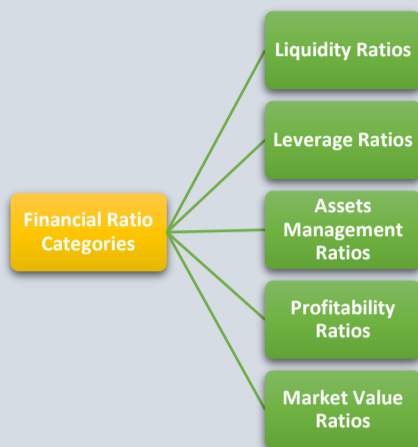 Liquidity Ratios
Leverage Ratios
Financial Ratio
Categories
Assets
Management
Ratios
Profitability
Ratios
Market Value
Ratios